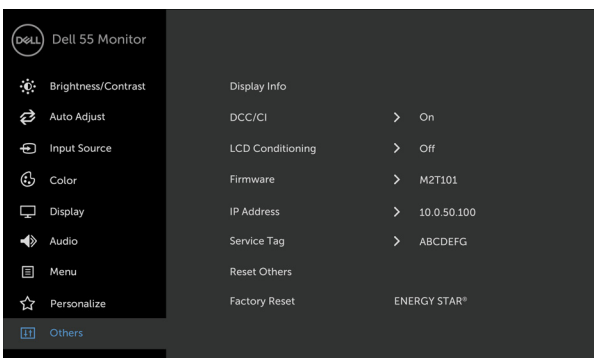 DELL Dell 55 Monitor
Brightness/Contrast
Display Info
Auto Adjust
DCC/CI > On
Input Source
LCD Conditioning > Off
Color
Firmware > M2T101
Display
IP Address > 10.0.50.100
Audio
Service Tag > ABCDEFG
Menu
Reset Others
Personalize
Factory Reset ENERGY STAR®
Others